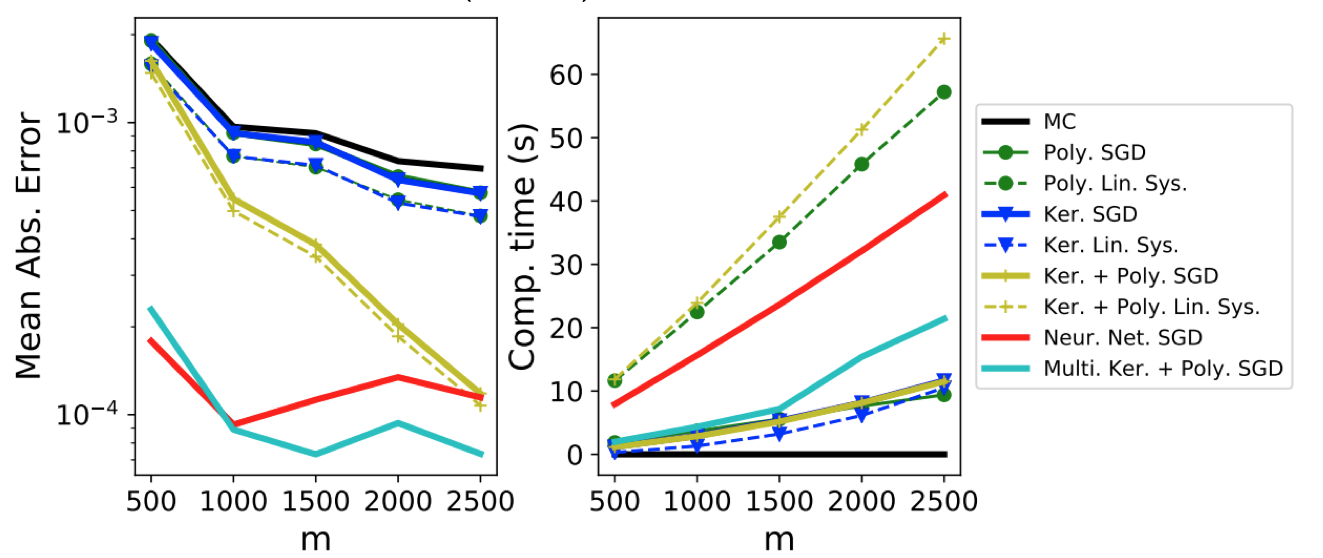 Mean Abs. Error
10⁻³
10⁻⁴
500 1000 1500 2000 2500
m
Comp. time (s)
60
50
40
30
20
10
0
500 1000 1500 2000 2500
m
MC
Poly. SGD
Poly. Lin. Sys.
Ker. SGD
Ker. Lin. Sys.
Ker. + Poly. SGD
Ker. + Poly. Lin. Sys.
Neur. Net. SGD
Multi. Ker. + Poly. SGD